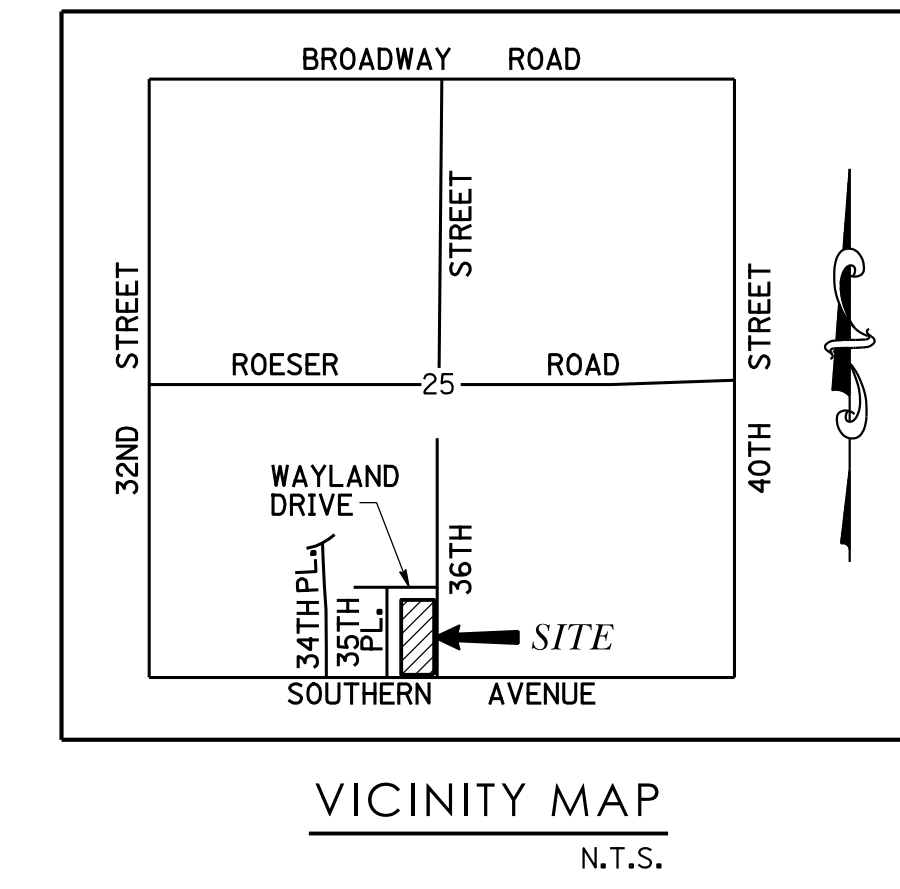 BROADWAY ROAD
STREET
32ND
STREET
36TH
STREET
40TH
ROESER ROAD
25
WAYLAND
DRIVE
34TH PL.
35TH
PL.
SITE
SOUTHERN AVENUE
VICINITY MAP
N.T.S.